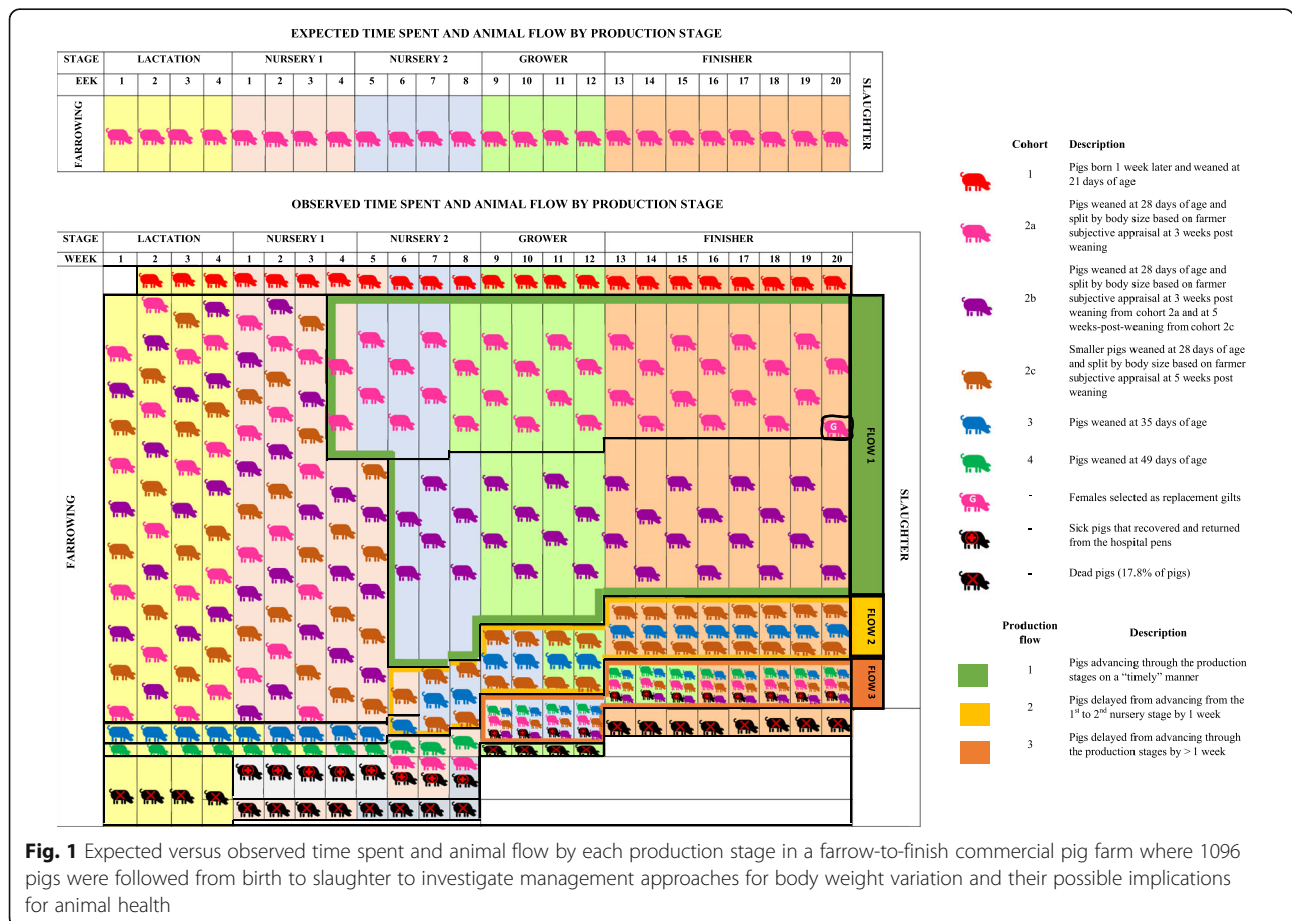 EXPECTED TIME SPENT AND ANIMAL FLOW BY PRODUCTION STAGE
STAGE LACTATION NURSERY 1 NURSERY 2 GROWER FINISHER
EEK 1 2 3 4 1 2 3 4 5 6 7 8 9 10 11 12 13 14 15 16 17 18 19 20
FARROWING
SLAUGHTER
OBSERVED TIME SPENT AND ANIMAL FLOW BY PRODUCTION STAGE
STAGE LACTATION NURSERY 1 NURSERY 2 GROWER FINISHER
WEEK 1 2 3 4 1 2 3 4 5 6 7 8 9 10 11 12 13 14 15 16 17 18 19 20
FARROWING
G
FLOW 1
FLOW 2
FLOW 3
SLAUGHTER
Cohort Description
1 Pigs born 1 week later and weaned at
21 days of age
2a Pigs weaned at 28 days of age and
split by body size based on farmer
subjective appraisal at 3 weeks post
weaning
2b Pigs weaned at 28 days of age and
split by body size based on farmer
subjective appraisal at 3 weeks post
weaning from cohort 2a and at 5
weeks-post-weaning from cohort 2c
2c Smaller pigs weaned at 28 days of age
and split by body size based on farmer
subjective appraisal at 5 weeks post
weaning
3 Pigs weaned at 35 days of age
4 Pigs weaned at 49 days of age
G - Females selected as replacement gilts
- Sick pigs that recovered and returned
from the hospital pens
- Dead pigs (17.8% of pigs)
Production
flow Description
1 Pigs advancing through the production
stages on a “timely” manner
2 Pigs delayed from advancing from the
1st to 2nd nursery stage by 1 week
3 Pigs delayed from advancing through
the production stages by > 1 week
Fig. 1 Expected versus observed time spent and animal flow by each production stage in a farrow-to-finish commercial pig farm where 1096
pigs were followed from birth to slaughter to investigate management approaches for body weight variation and their possible implications
for animal health